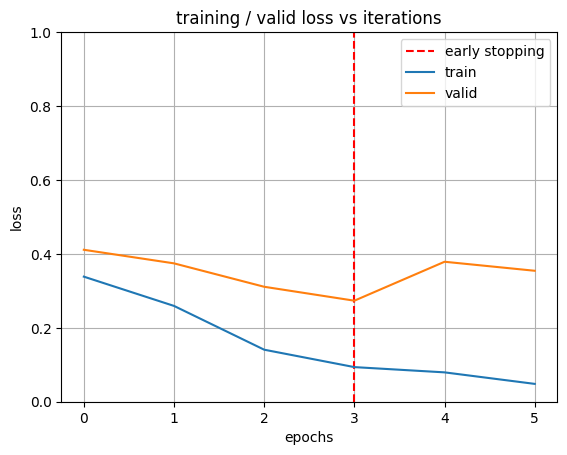 training / valid loss vs iterations
1.0
0.8
0.6
0.4
0.2
0.0
loss
early stopping
train
valid
0 1 2 3 4 5
epochs